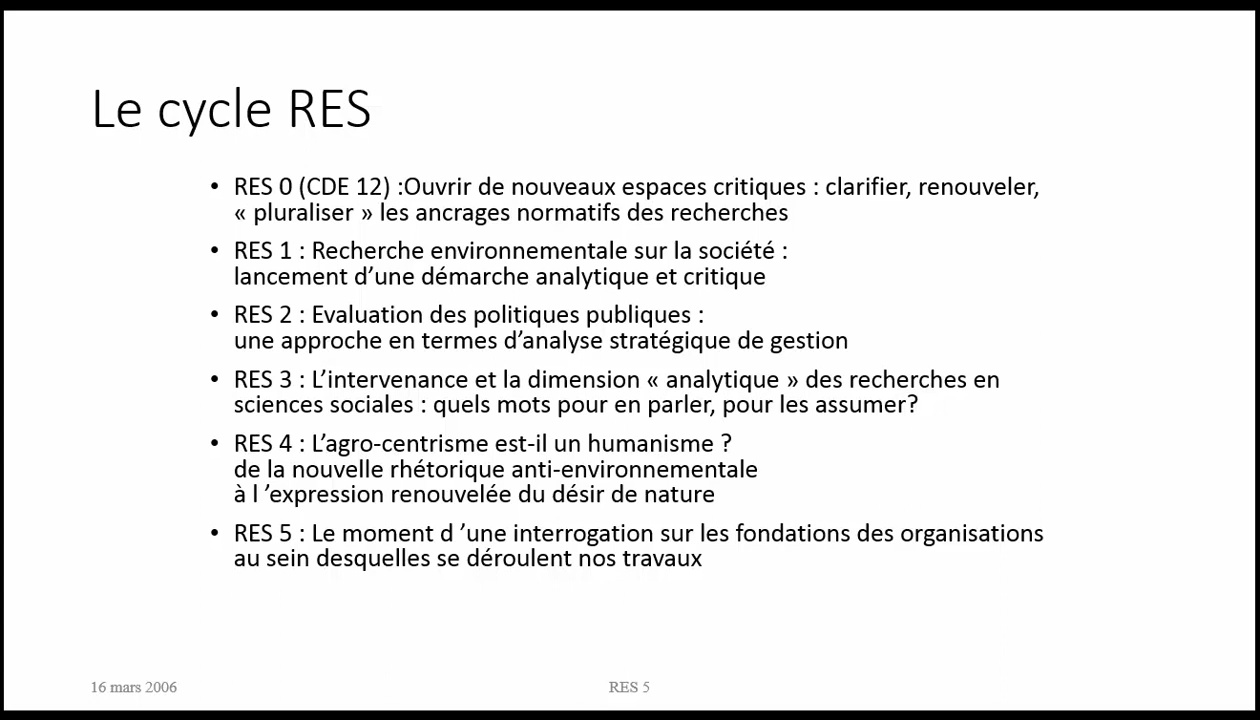 Le cycle RES
• RES 0 (CDE 12) :Ouvrir de nouveaux espaces critiques : clarifier, renouveler,
« pluraliser » les ancrages normatifs des recherches
• RES 1 : Recherche environnementale sur la société :
lancement d’une démarche analytique et critique
• RES 2 : Evaluation des politiques publiques :
une approche en termes d’analyse stratégique de gestion
• RES 3 : L’intervenance et la dimension « analytique » des recherches en
sciences sociales : quels mots pour en parler, pour les assumer?
• RES 4 : L’agro-centrisme est-il un humanisme ?
de la nouvelle rhétorique anti-environnementale
à l ’expression renouvelée du désir de nature
• RES 5 : Le moment d ’une interrogation sur les fondations des organisations
au sein desquelles se déroulent nos travaux
16 mars 2006
RES 5